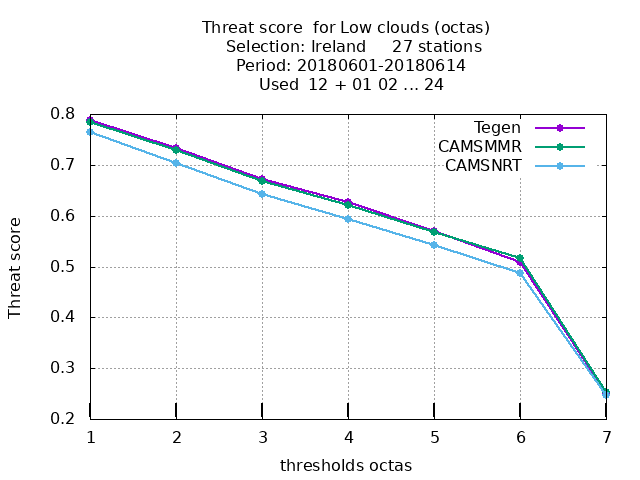 Threat score  for Low clouds (octas)
Selection: Ireland     27 stations
Period: 20180601-20180614
Used  12 + 01 02 ... 24
Tegen
CAMSMMR
CAMSNRT
Threat score
0.8
0.7
0.6
0.5
0.4
0.3
0.2
1 2 3 4 5 6 7
thresholds octas